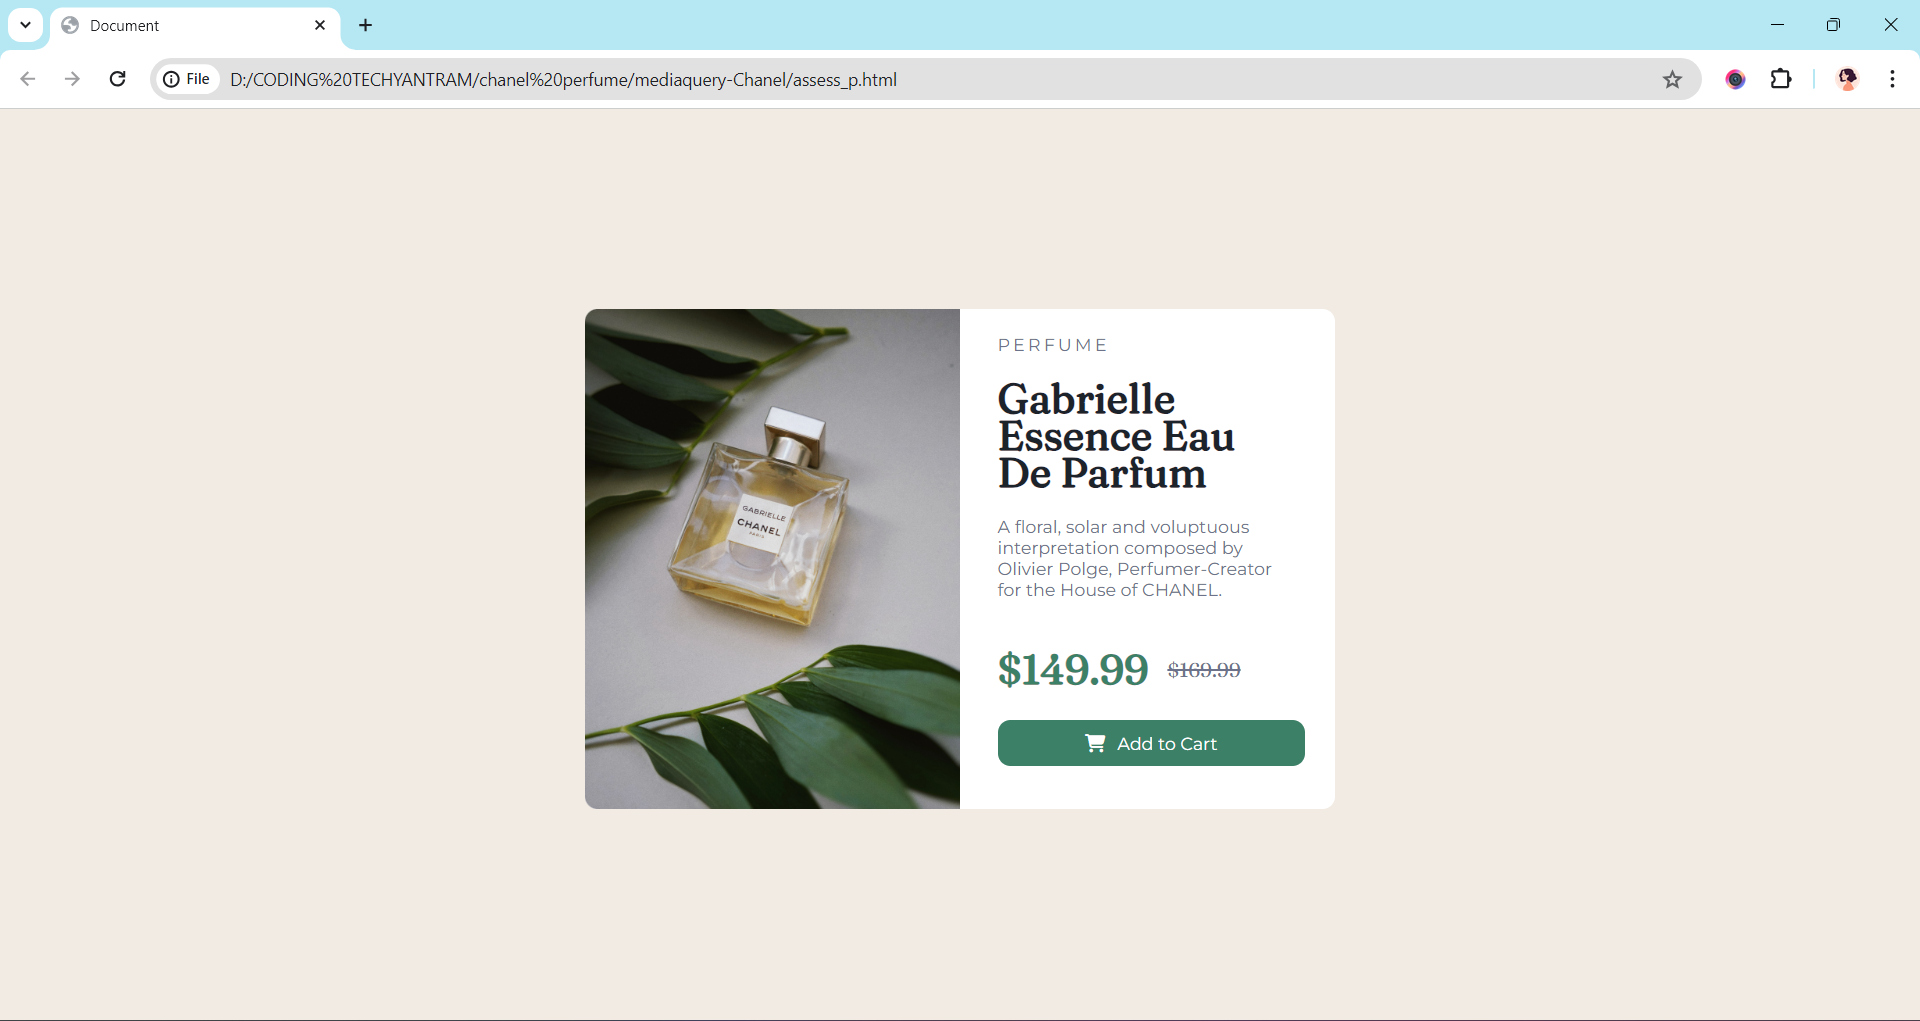 Document
File
D:/CODING%20TECHYANTRAM/chanel%20perfume/mediaquery-Chanel/assess_p.html
GABRIELLE
CHANEL
PARIS
PERFUME
Gabrielle
Essence Eau
De Parfum
A floral, solar and voluptuous
interpretation composed by
Olivier Polge, Perfumer-Creator
for the House of CHANEL.
$149.99 $169.99
Add to Cart